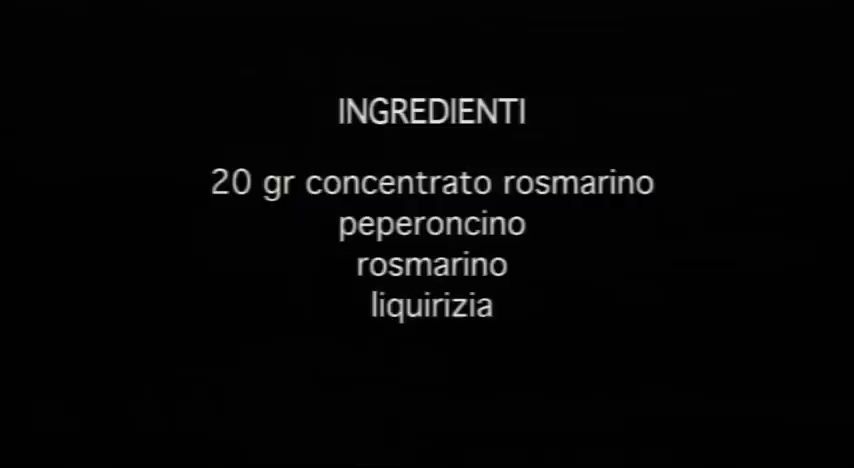 INGREDIENTI
20 gr concentrato rosmarino
peperoncino
rosmarino
liquirizia